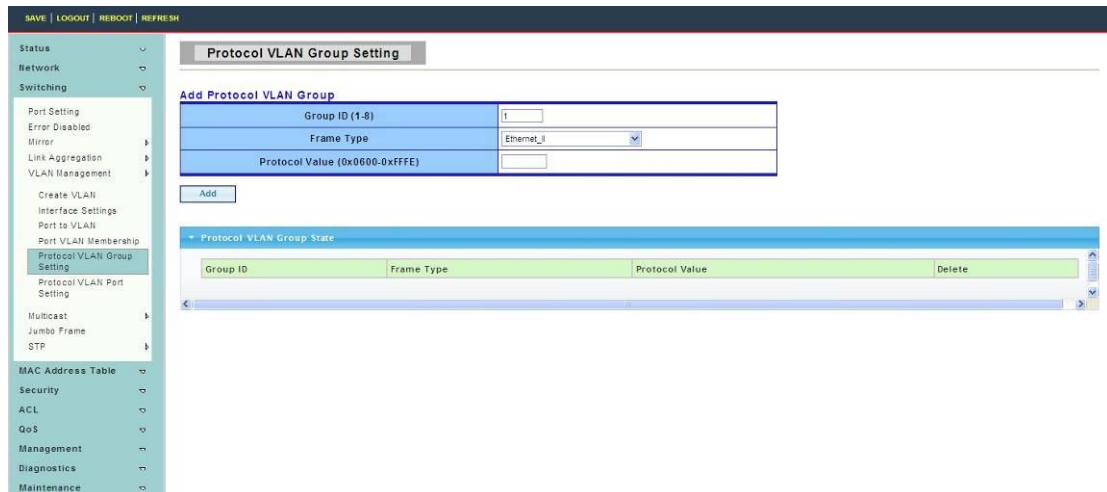 SAVE | LOGOUT | REBOOT | REFRESH
Status
Network
Switching
Port Setting
Error Disabled
Mirror
Link Aggregation
VLAN Management
Create VLAN
Interface Settings
Port to VLAN
Port VLAN Membership
Protocol VLAN Group
Setting
Protocol VLAN Port
Setting
Multicast
Jumbo Frame
STP
MAC Address Table
Security
ACL
QoS
Management
Diagnostics
Maintenance
Protocol VLAN Group Setting
Add Protocol VLAN Group
Group ID (1-8) 1
Frame Type Ethernet_II
Protocol Value (0x0600-0xFFFE)
Add
Protocol VLAN Group State
Group ID Frame Type Protocol Value Delete